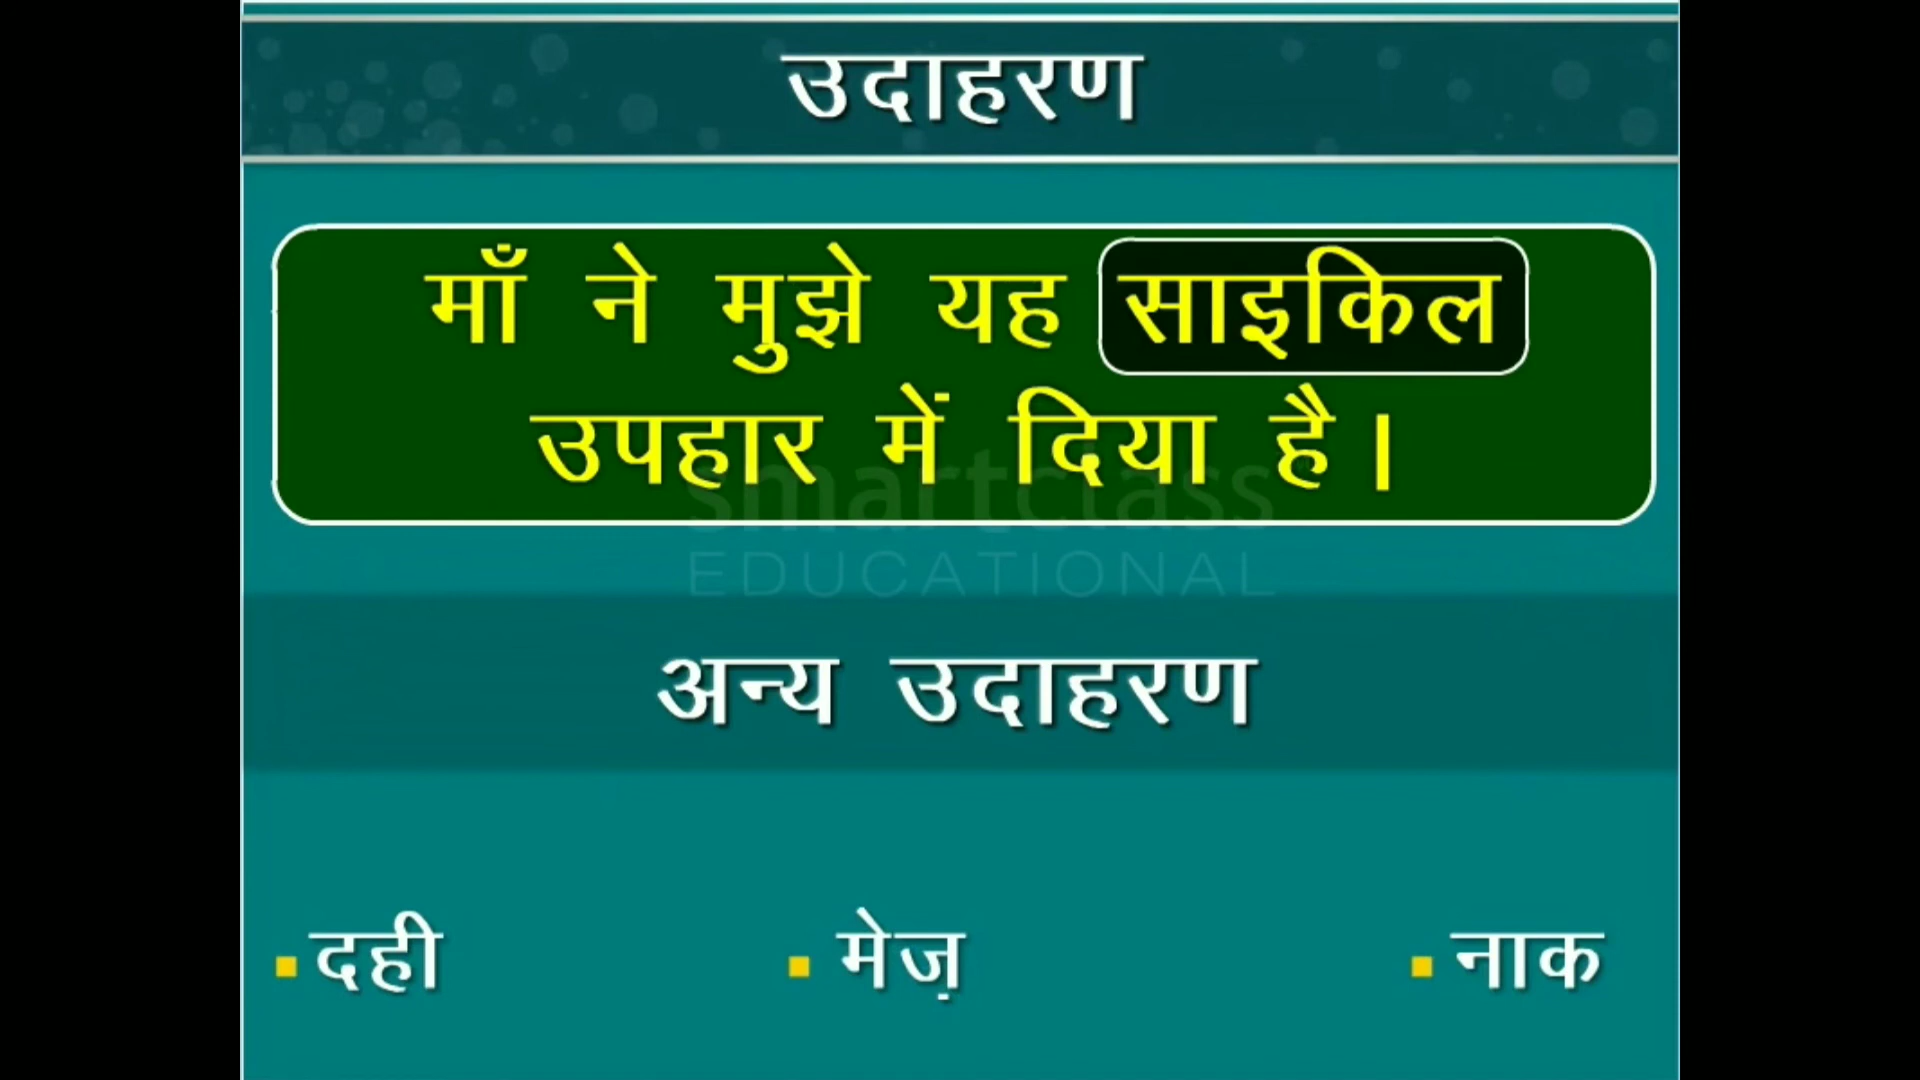 उदाहरण
माँ ने मुझे यह साइकिल
उपहार में दिया है।
smartclass
EDUCATIONAL
अन्य उदाहरण
▪ दही ▪ मेज़ ▪ नाक